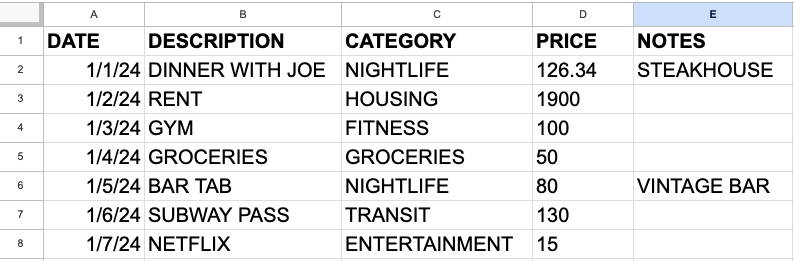 A B C D E
1 DATE DESCRIPTION CATEGORY PRICE NOTES
2 1/1/24 DINNER WITH JOE NIGHTLIFE 126.34 STEAKHOUSE
3 1/2/24 RENT HOUSING 1900
4 1/3/24 GYM FITNESS 100
5 1/4/24 GROCERIES GROCERIES 50
6 1/5/24 BAR TAB NIGHTLIFE 80 VINTAGE BAR
7 1/6/24 SUBWAY PASS TRANSIT 130
8 1/7/24 NETFLIX ENTERTAINMENT 15